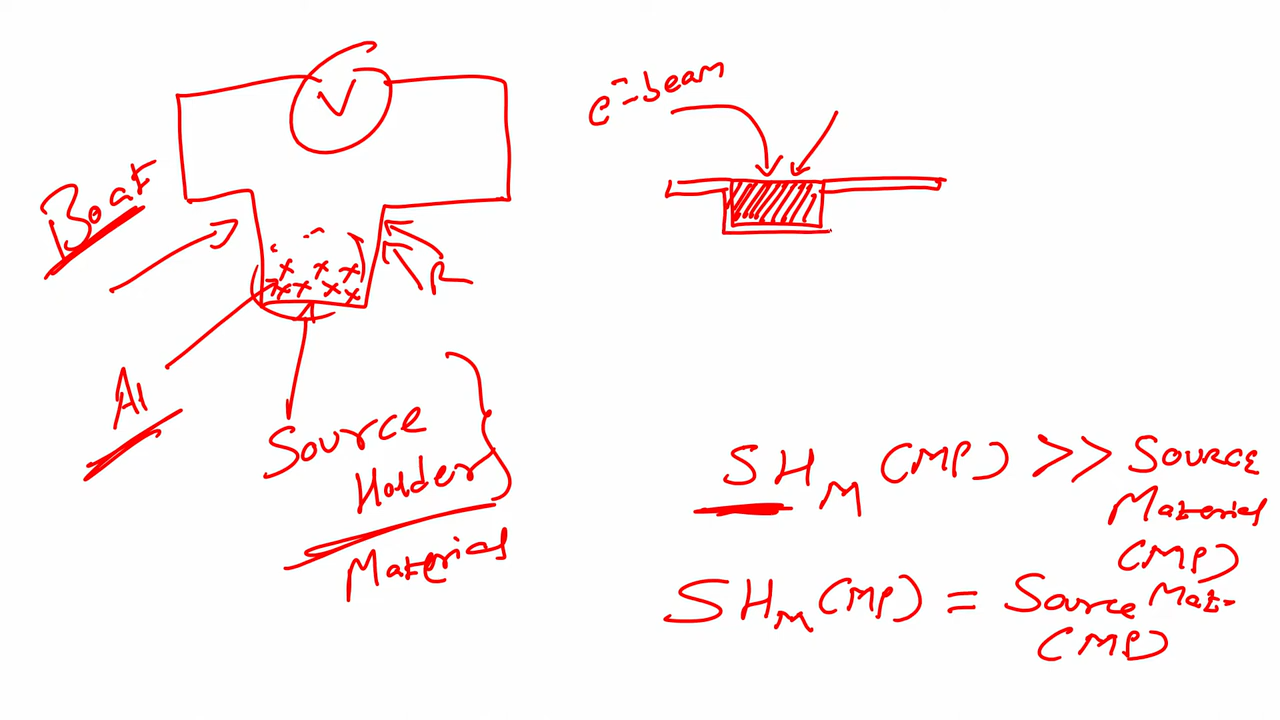 V
e⁻-beam
Boat
R
Al
Source
Holder
Material
SH_M (MP) >> Source
Material
(MP)
SH_M (MP) = Source Mat.
(MP)